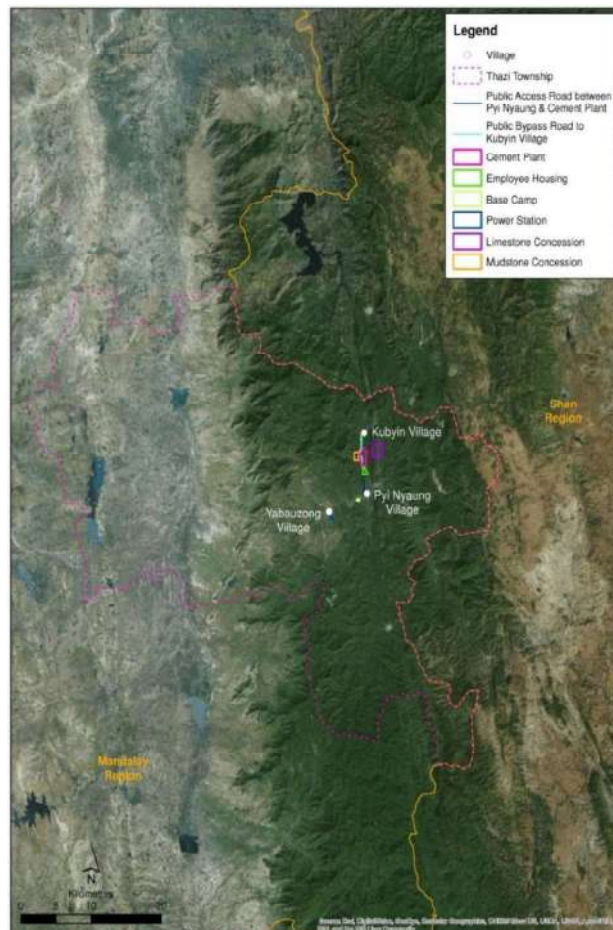 Legend
Village
Thazi Township
Public Access Road between
Pyi Nyaung & Cement Plant
Public Bypass Road to
Kubyin Village
Cement Plant
Employee Housing
Base Camp
Power Station
Limestone Concession
Mudstone Concession
Shan
Region
Kubyin Village
Pyi Nyaung
Village
Yabauzong
Village
Mandalay
Region
N
Kilometres
0 5 10 20